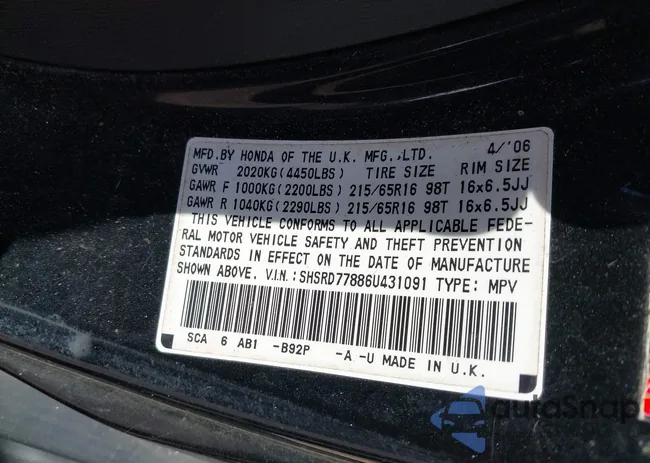 MFD. BY HONDA OF THE U.K. MFG., LTD. 4/'06
GVWR 2020KG(4450LBS) TIRE SIZE RIM SIZE
GAWR F 1000KG(2200LBS) 215/65R16 98T 16x6.5JJ
GAWR R 1040KG(2290LBS) 215/65R16 98T 16x6.5JJ
THIS VEHICLE CONFORMS TO ALL APPLICABLE FEDE-
RAL MOTOR VEHICLE SAFETY AND THEFT PREVENTION
STANDARDS IN EFFECT ON THE DATE OF MANUFACTURE
SHOWN ABOVE. V.I.N.:SHSRD77886U431091 TYPE: MPV
SCA 6 AB1 -B92P -A -U MADE IN U.K.
autoSnap